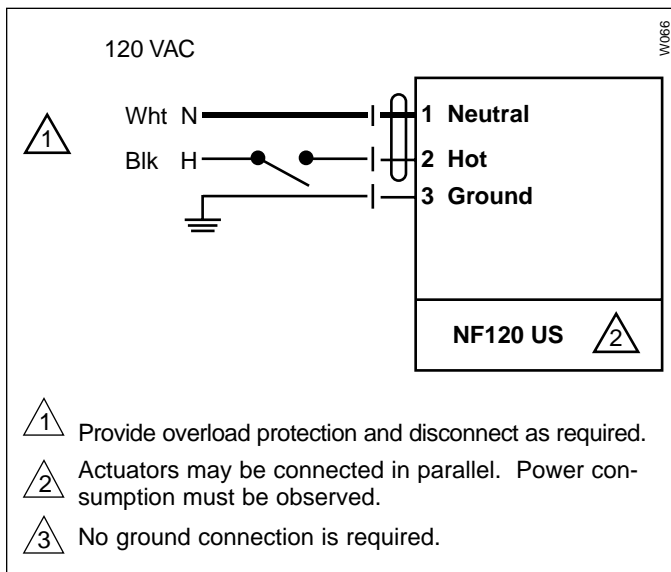 W066
120 VAC
1
Wht N
1 Neutral
Blk H
2 Hot
3 Ground
NF120 US 2
1 Provide overload protection and disconnect as required.
2 Actuators may be connected in parallel. Power con-
sumption must be observed.
3 No ground connection is required.